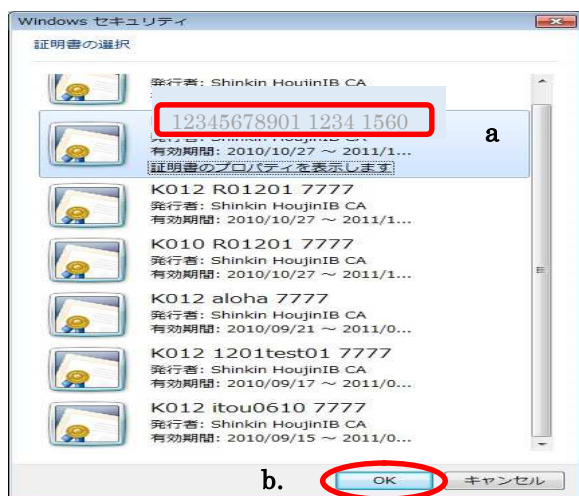 Windows セキュリティ
証明書の選択
発行者: Shinkin HoujinIB CA
12345678901 1234 1560
a
発行者: Shinkin HoujinIB CA
有効期間: 2010/10/27 ～ 2011/1...
証明書のプロパティを表示します
K012 R01201 7777
発行者: Shinkin HoujinIB CA
有効期間: 2010/10/27 ～ 2011/1...
K010 R01201 7777
発行者: Shinkin HoujinIB CA
有効期間: 2010/10/27 ～ 2011/1...
K012 aloha 7777
発行者: Shinkin HoujinIB CA
有効期間: 2010/09/21 ～ 2011/0...
K012 1201test01 7777
発行者: Shinkin HoujinIB CA
有効期間: 2010/09/17 ～ 2011/0...
K012 itou0610 7777
発行者: Shinkin HoujinIB CA
有効期間: 2010/09/15 ～ 2011/0...
b.
OK
キャンセル